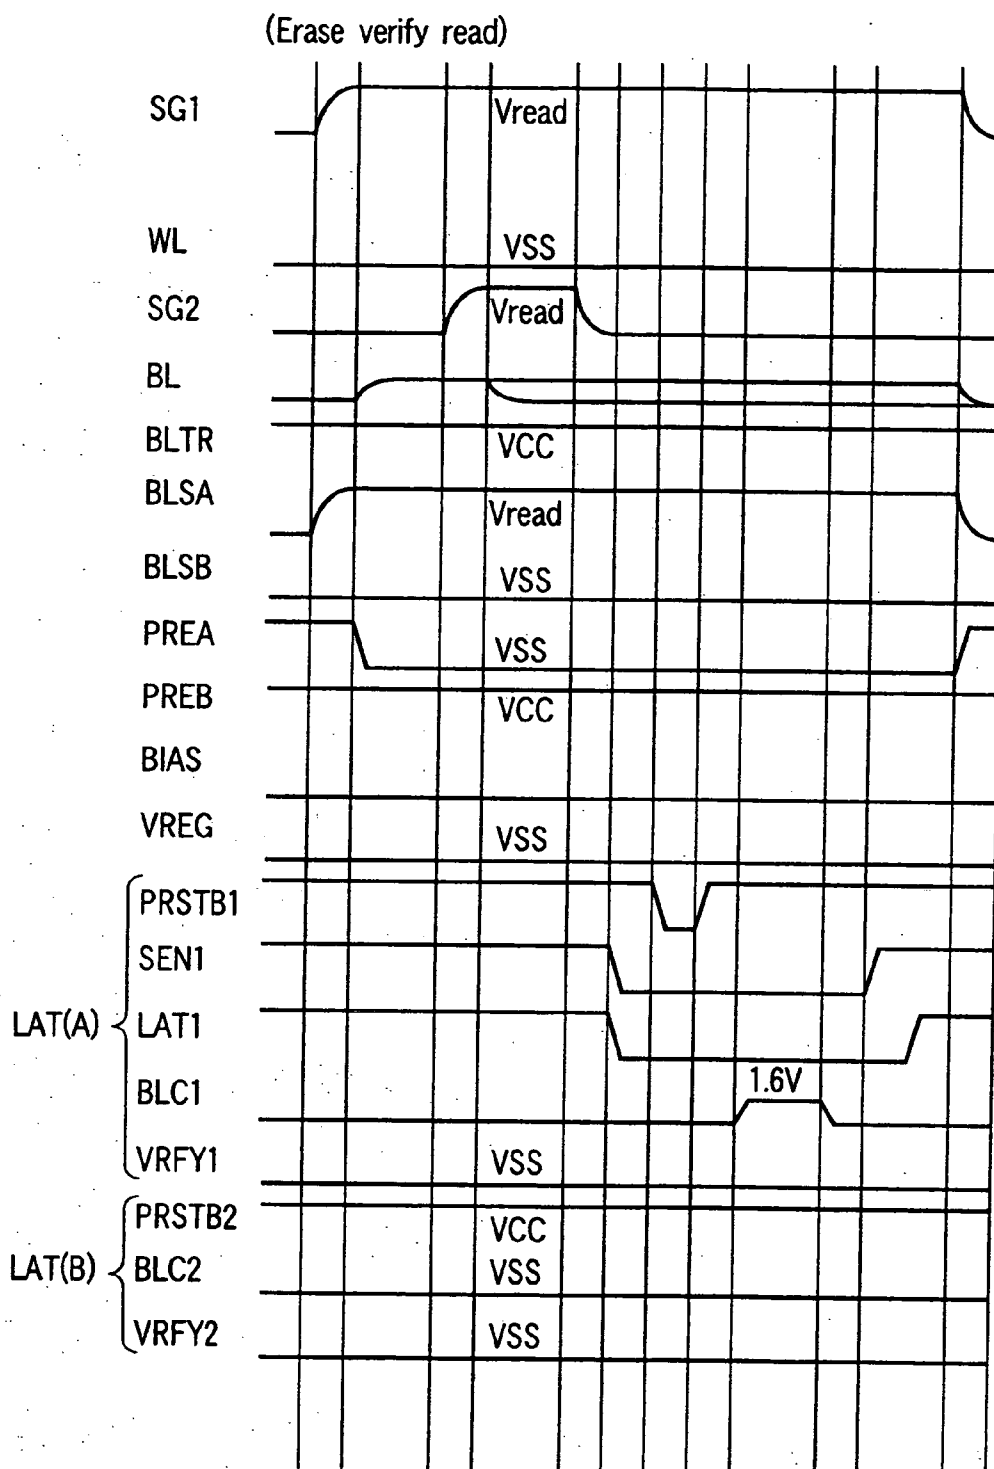 (Erase verify read)
SG1
Vread
WL
VSS
SG2
Vread
BL
BLTR
VCC
BLSA
Vread
BLSB
VSS
PREA
VSS
PREB
VCC
BIAS
VREG
VSS
PRSTB1
SEN1
LAT(A)
LAT1
1.6V
BLC1
VRFY1
VSS
PRSTB2
VCC
LAT(B)
BLC2
VSS
VRFY2
VSS